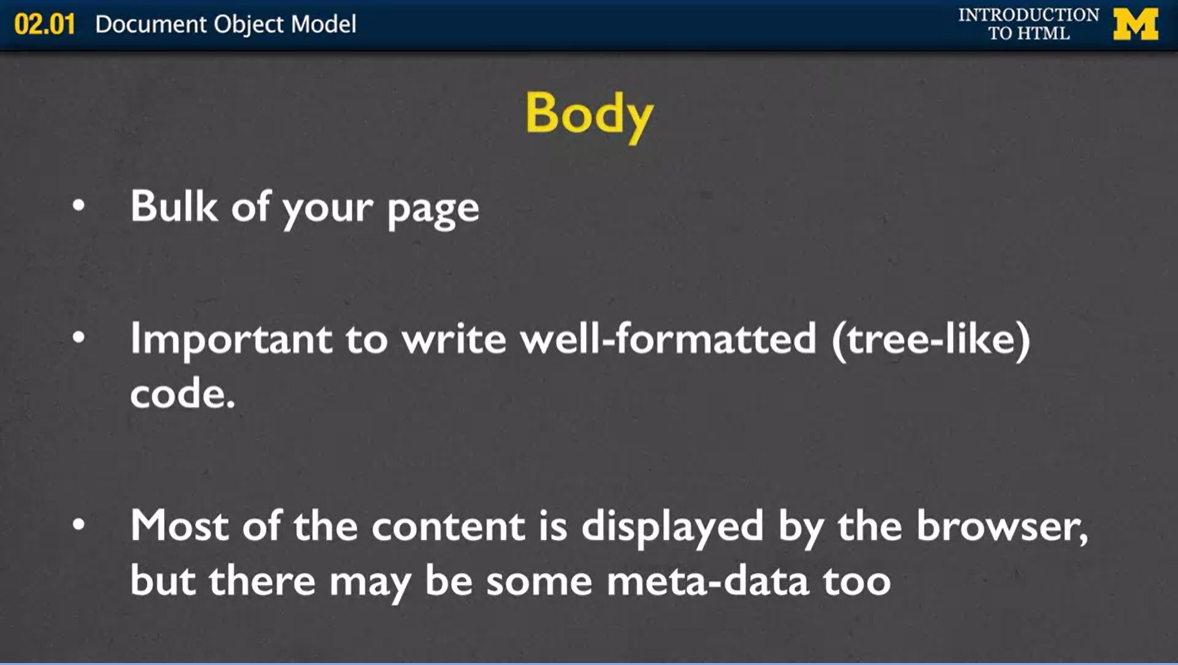 02.01 Document Object Model
INTRODUCTION
TO HTML
M
Body
• Bulk of your page
• Important to write well-formatted (tree-like)
code.
• Most of the content is displayed by the browser,
but there may be some meta-data too